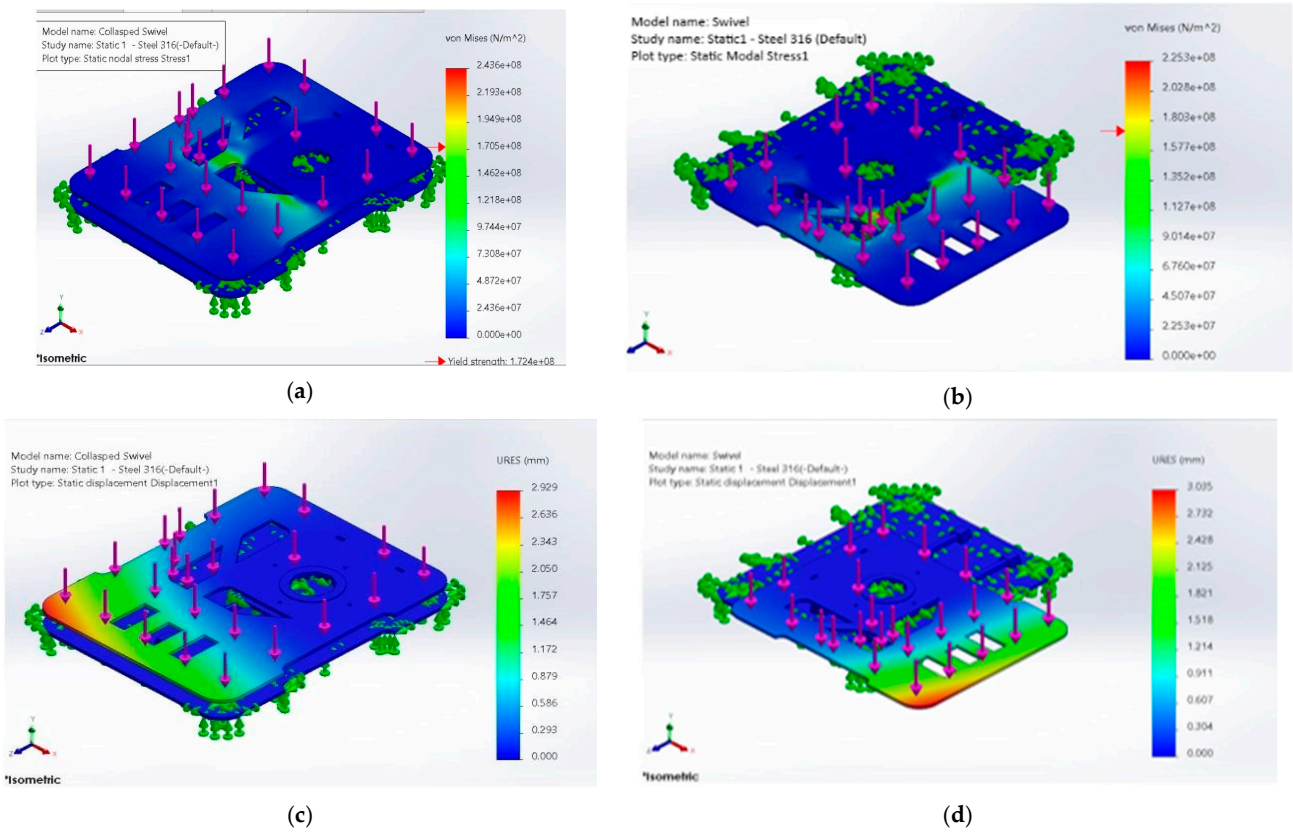 Model name: Collasped Swivel
Study name: Static 1 - Steel 316(-Default-)
Plot type: Static nodal stress Stress1
von Mises (N/m^2)
2.436e+08
2.193e+08
1.949e+08
1.705e+08
1.462e+08
1.218e+08
9.744e+07
7.208e+07
4.872e+07
2.436e+07
0.000e+00
Yield strength: 1.724e+08
Y
Z
X
*Isometric
(a)
Model name: Swivel
Study name: Static1 - Steel 316 (Default)
Plot type: Static Modal Stress1
von Mises (N/m^2)
2.253e+08
2.028e+08
1.803e+08
1.577e+08
1.352e+08
1.127e+08
9.014e+07
6.760e+07
4.507e+07
2.253e+07
0.000e+00
Y
Z
X
*Isometric
(b)
Model name: Collasped Swivel
Study name: Static 1 - Steel 316(-Default-)
Plot type: Static displacement Displacement1
URES (mm)
2.929
2.636
2.343
2.050
1.757
1.464
1.172
0.879
0.586
0.293
0.000
Y
Z
X
*Isometric
(c)
Model name: Swivel
Study name: Static 1 - Steel 316(-Default-)
Plot type: Static displacement Displacement1
URES (mm)
3.035
2.732
2.428
2.125
1.821
1.518
1.214
0.911
0.607
0.304
0.000
Y
Z
X
*Isometric
(d)